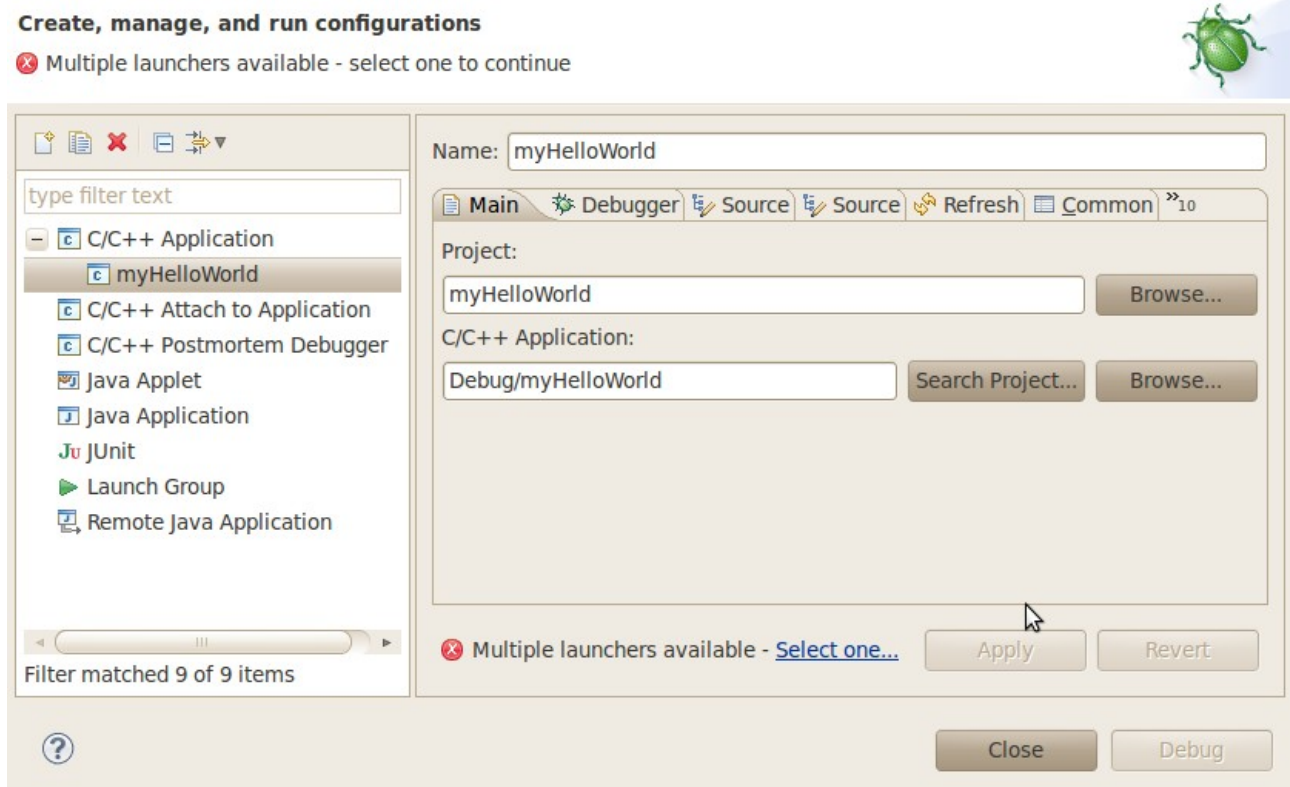 Create, manage, and run configurations
Multiple launchers available - select one to continue
type filter text
C/C++ Application
myHelloWorld
C/C++ Attach to Application
C/C++ Postmortem Debugger
Java Applet
Java Application
Ju JUnit
Launch Group
Remote Java Application
Filter matched 9 of 9 items
Name: myHelloWorld
Main Debugger Source Source Refresh Common »10
Project:
myHelloWorld Browse...
C/C++ Application:
Debug/myHelloWorld Search Project... Browse...
Multiple launchers available - Select one... Apply Revert
Close Debug